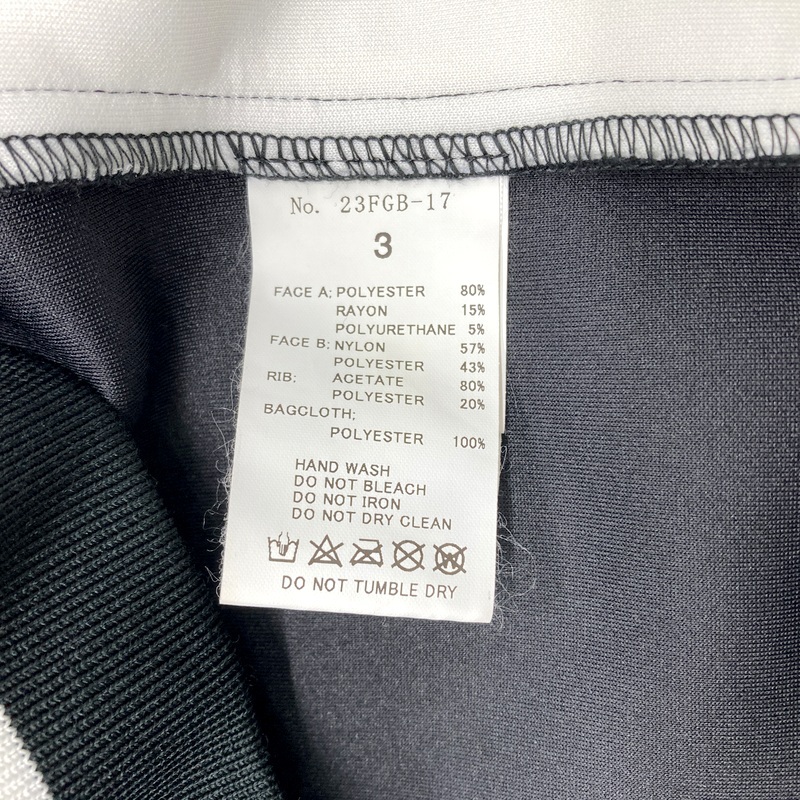 No. 23FGB-17
3
FACE A; POLYESTER 80%
RAYON 15%
POLYURETHANE 5%
FACE B: NYLON 57%
POLYESTER 43%
RIB: ACETATE 80%
POLYESTER 20%
BAGCLOTH;
POLYESTER 100%
HAND WASH
DO NOT BLEACH
DO NOT IRON
DO NOT DRY CLEAN
W
DO NOT TUMBLE DRY